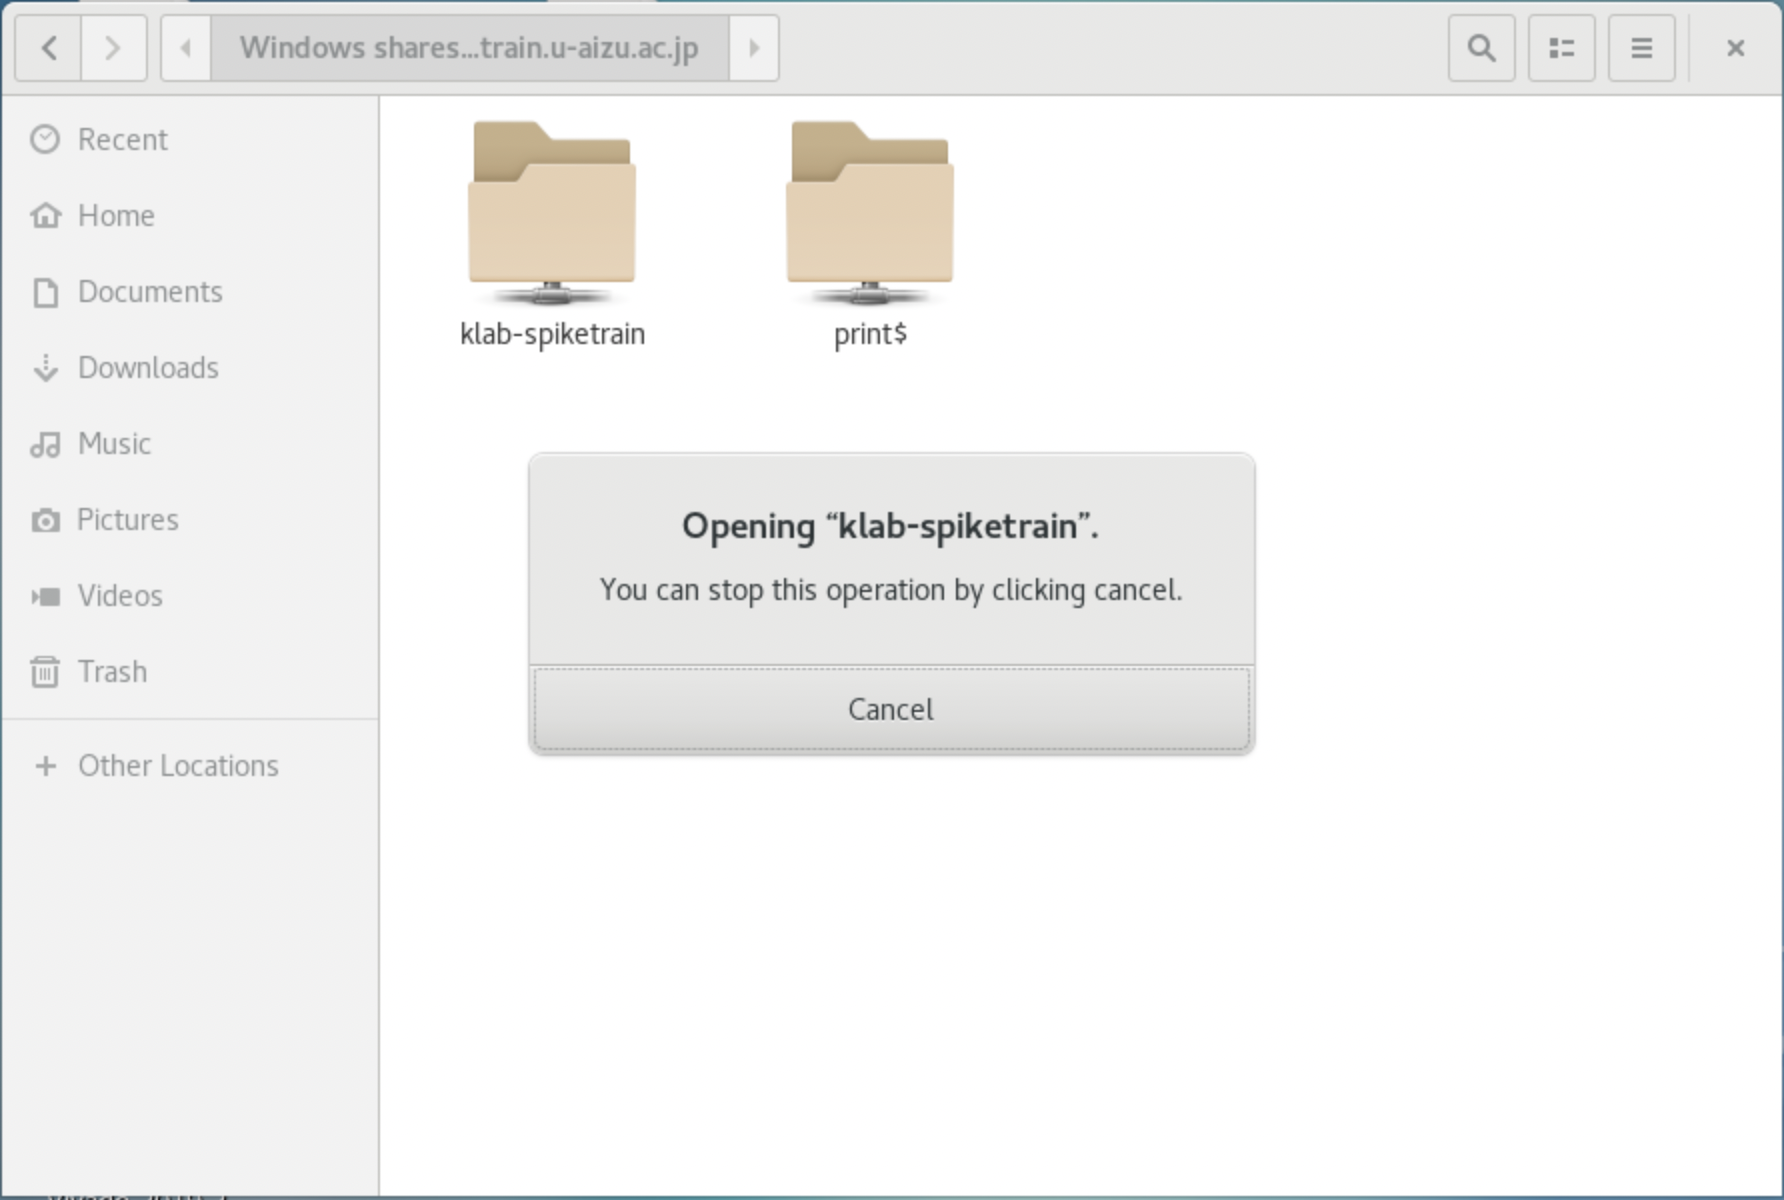 Windows shares...train.u-aizu.ac.jp
Recent
Home
Documents
Downloads
Music
Pictures
Videos
Trash
Other Locations
klab-spiketrain
print$
Opening “klab-spiketrain”.
You can stop this operation by clicking cancel.
Cancel